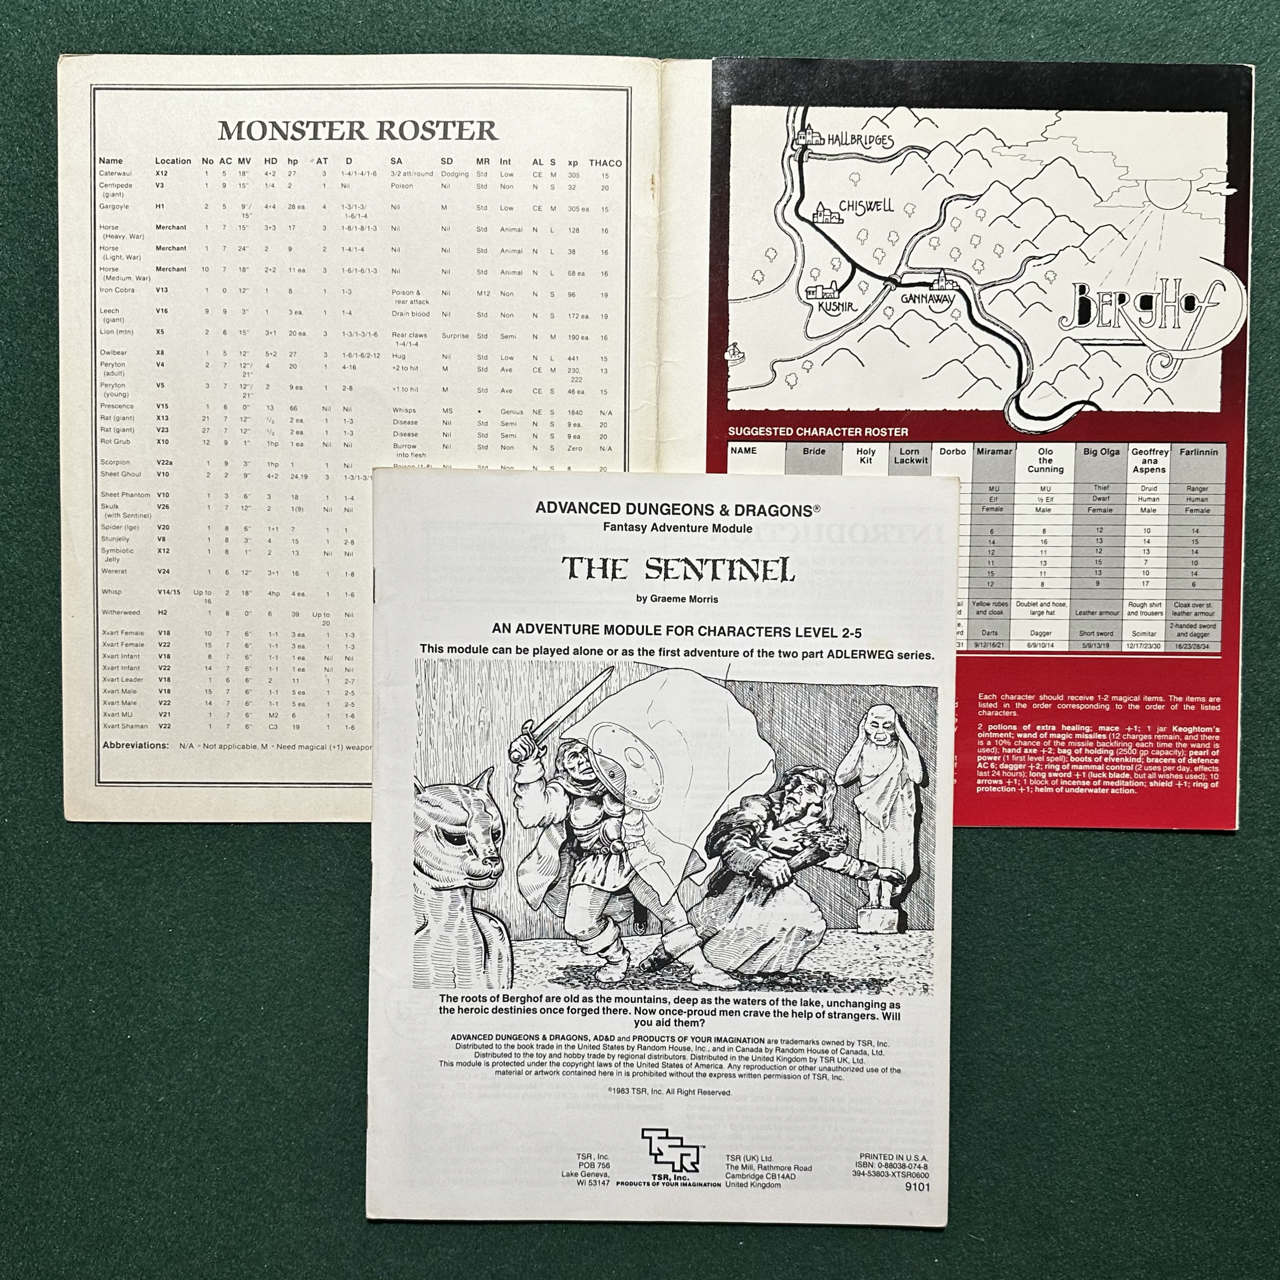 MONSTER ROSTER
Name Location No AC MV HD hp AT D SA SD MR Int AL S xp THACO
Caterwaul X12 1 5 18" 4+2 27 3 1-4/1-4/1-6 3/2 att/round Dodging Std Low CE M 305 15
Centipede V3 1 9 15" 1/4 2 1 Nil Poison Nil Std Non N S 32 20
(giant)
Gargoyle H1 2 5 9"/ 4+4 28 ea. 4 1-3/1-3/ Nil M Std Low CE M 305 ea 15
15" 1-6/1-4
Horse Merchant 1 7 15" 3+3 17 3 1-8/1-8/1-3 Nil Nil Std Animal N L 128 16
(Heavy, War)
Horse Merchant 1 7 24" 2 9 2 1-4/1-4 Nil Nil Std Animal N L 38 16
(Light, War)
Horse Merchant 10 7 18" 2+2 11 ea 3 1-6/1-6/1-3 Nil Nil Std Animal N L 68 ea 16
(Medium, War)
Iron Cobra V13 1 0 12" 1 8 1 1-3 Poison & Nil M12 Non N S 96 19
rear attack
Leech V16 9 9 3" 1 3 ea. 1 1-4 Drain blood Nil Std Non N S 172 ea 19
(giant)
Lion (mtn) X5 2 6 15" 3+1 20 ea 3 1-3/1-3/1-6 Rear claws Surprise Std Semi N M 190 ea 16
1-4/1-4
Owlbear X8 1 5 12" 5+2 27 3 1-6/1-6/2-12 Hug Nil Std Low N L 441 15
Peryton V4 2 7 12"/ 4 20 1 4-16 +2 to hit M Std Ave CE M 230, 13
(adult) 21" 222
Peryton V5 3 7 12"/ 2 9 ea. 1 2-8 +1 to hit M Std Ave CE S 46 ea 15
(young) 21"
Prescence V15 1 6 0" 13 66 Nil Nil Whisps MS Std Genius NE S 1840 N/A
Rat (giant) X13 21 7 12" ½ 2 ea. 1 1-3 Disease Nil Std Semi N S 9 ea. 20
Rat (giant) V23 27 7 12" ½ 2 ea. 1 1-3 Disease Nil Std Semi N S 9 ea 20
Rot Grub X10 12 9 1" 1hp 1 ea. Nil Nil Burrow Nil Std Non N S Zero N/A
into flesh
Scorpion V22a 1 9 3" 1hp 1 1 Nil
Sheet Ghoul V10 2 2 9" 4+2 24,19 3
Sheet Phantom V10 1 3 6" 3 18 1 1-4
Skulk V26 1 7 12" 2 1(9) Nil Nil
(with Sentinel)
Spider (lge) V20 1 8 6" 1+1 7 1 1
Stunjelly V8 1 8 3" 4 15 1 2-8
Symbiotic X12 1 8 1" 2 13 Nil Nil
Jelly
Wererat V24 1 6 12" 3+1 16 1 1-8
Whisp V14/15 Up to 2 18" 4hp 4 ea. 1 1-6
16
Witherweed H2 1 8 0" 6 39 Up to Nil
20
Xvart Female V18 10 7 6" 1-1 3 ea 1 1-3
Xvart Female V22 15 7 6" 1-1 3 ea. 1 1-3
Xvart Infant V18 8 7 6" 1-1 1 ea Nil Nil
Xvart Infant V22 14 7 6" 1-1 1 ea. Nil Nil
Xvart Leader V18 1 6 6" 2 11 1 2-7
Xvart Male V18 15 7 6" 1-1 5 ea 1 2-5
Xvart Male V22 14 7 6" 1-1 5 ea. 1 2-5
Xvart MU V21 1 7 6" M2 6 1 1-6
Xvart Shaman V22 1 7 6" C3 19 1 1-6
Abbreviations: N/A = Not applicable, M = Need magical (+1) weapon
HALLBRIDGES
CHISWELL
KUSNIR
GANNAWAY
BERGHOF
SUGGESTED CHARACTER ROSTER
NAME Bride Holy Lorn Dorbo Miramar Olo Big Olga Geoffrey Farlinnin
Kit Lackwit the ana
Cunning Aspens
MU MU Thief Druid Ranger
Elf ½ Elf Dwarf Human Human
Female Male Female Male Female
6 8 12 10 14
14 16 13 14 15
12 11 12 13 14
11 13 15 7 10
15 11 13 10 14
12 8 9 17 6
Yellow robes Doublet and hose, Leather armour Rough shirt Cloak over st.
and cloak large hat and trousers leather armour
Darts Dagger Short sword Scimitar 2-handed sword
and dagger
9/12/16/21 6/9/10/14 5/9/13/19 12/17/23/30 16/23/28/34
Each character should receive 1-2 magical items. The items are
listed in the order corresponding to the order of the listed
characters.
2 potions of extra healing; mace +1; 1 jar Keoghtom's
ointment; wand of magic missiles (12 charges remain, and there
is a 10% chance of the missile backfiring each time the wand is
used); hand axe +2; bag of holding (2500 gp capacity); pearl of
power (1 first level spell); boots of elvenkind; bracers of defence
AC 6; dagger +2; ring of mammal control (2 uses per day, effects
last 24 hours); long sword +1 (luck blade, but all wishes used); 10
arrows +1; 1 block of incense of meditation; shield +1; ring of
protection +1; helm of underwater action.
ADVANCED DUNGEONS & DRAGONS®
Fantasy Adventure Module
THE SENTINEL
by Graeme Morris
AN ADVENTURE MODULE FOR CHARACTERS LEVEL 2-5
This module can be played alone or as the first adventure of the two part ADLERWEG series.
The roots of Berghof are old as the mountains, deep as the waters of the lake, unchanging as
the heroic destinies once forged there. Now once-proud men crave the help of strangers. Will
you aid them?
ADVANCED DUNGEONS & DRAGONS, AD&D and PRODUCTS OF YOUR IMAGINATION are trademarks owned by TSR, Inc.
Distributed to the book trade in the United States by Random House, Inc., and in Canada by Random House of Canada, Ltd.
Distributed to the toy and hobby trade by regional distributors. Distributed in the United Kingdom by TSR UK, Ltd.
This module is protected under the copyright laws of the United States of America. Any reproduction or other unauthorized use of the
material or artwork contained here in is prohibited without the express written permission of TSR, Inc.
©1983 TSR, Inc. All Right Reserved.
TSR, Inc.
POB 756
Lake Geneva,
WI 53147
TSR™
TSR, Inc.
PRODUCTS OF YOUR IMAGINATION
TSR (UK) Ltd.
The Mill, Rathmore Road
Cambridge CB14AD
United Kingdom
PRINTED IN U.S.A.
ISBN: 0-88038-074-8
394-53803-XTSR0600
9101